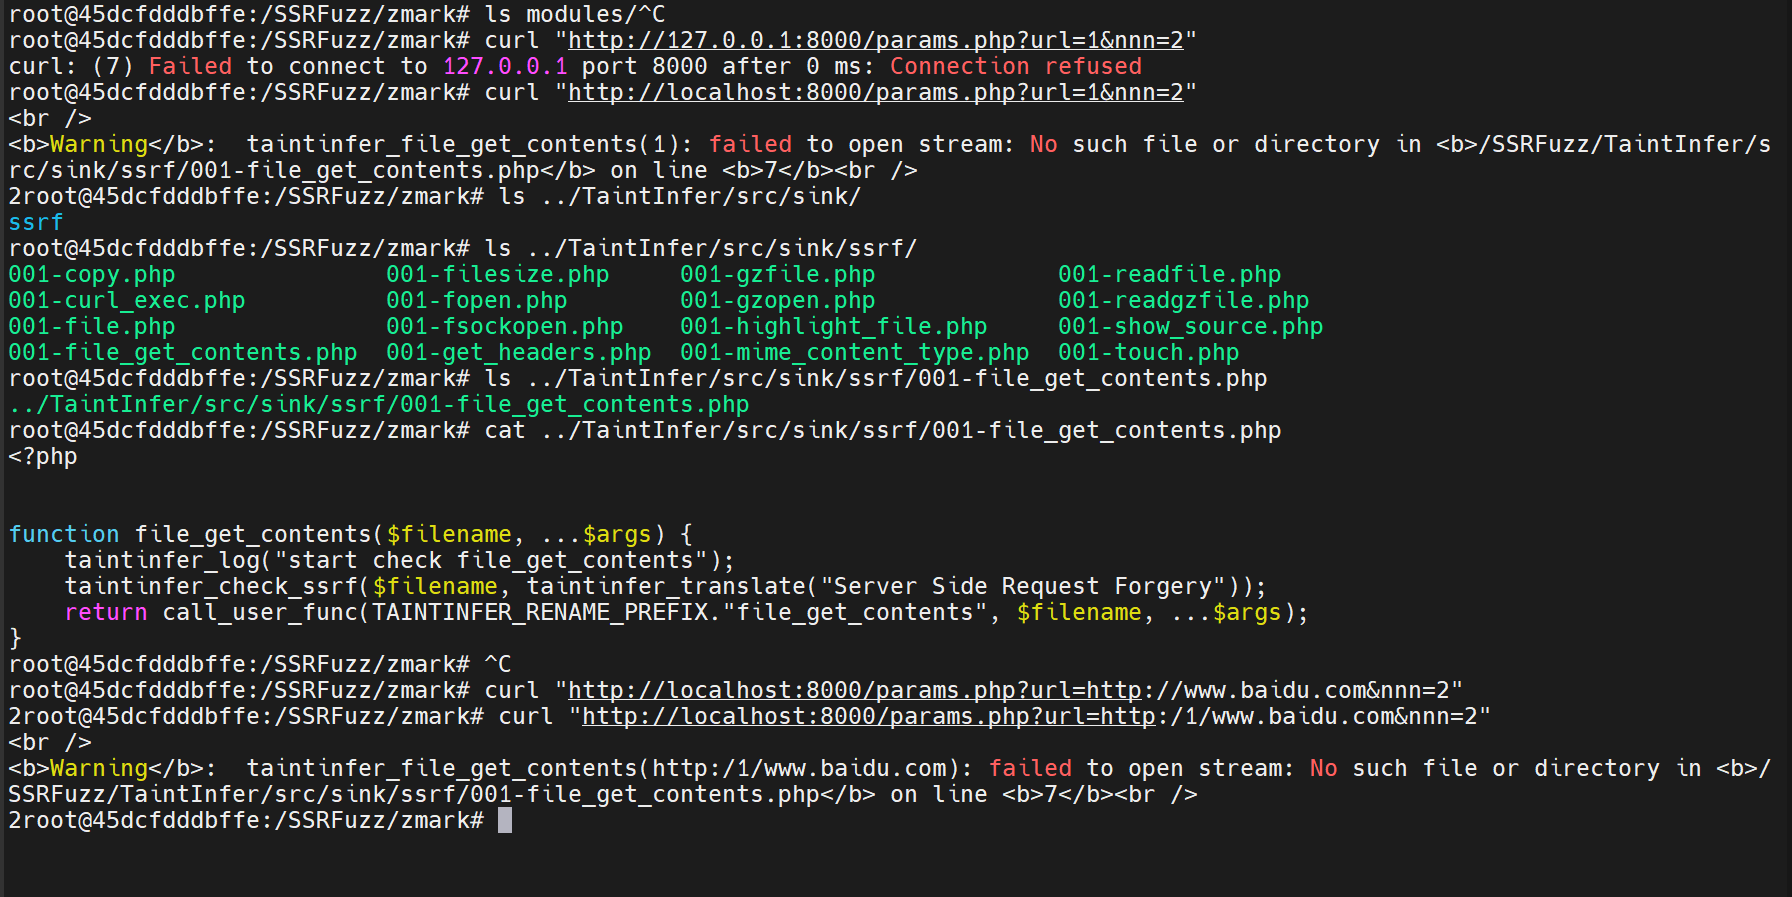 root@45dcfdddbffe:/SSRFuzz/zmark# ls modules/^C
root@45dcfdddbffe:/SSRFuzz/zmark# curl "http://127.0.0.1:8000/params.php?url=1&nnn=2"
curl: (7) Failed to connect to 127.0.0.1 port 8000 after 0 ms: Connection refused
root@45dcfdddbffe:/SSRFuzz/zmark# curl "http://localhost:8000/params.php?url=1&nnn=2"
<br />
<b>Warning</b>:  taintinfer_file_get_contents(1): failed to open stream: No such file or directory in <b>/SSRFuzz/TaintInfer/s
rc/sink/ssrf/001-file_get_contents.php</b> on line <b>7</b><br />
2root@45dcfdddbffe:/SSRFuzz/zmark# ls ../TaintInfer/src/sink/
ssrf
root@45dcfdddbffe:/SSRFuzz/zmark# ls ../TaintInfer/src/sink/ssrf/
001-copy.php               001-filesize.php     001-gzfile.php             001-readfile.php
001-curl_exec.php          001-fopen.php        001-gzopen.php             001-readgzfile.php
001-file.php               001-fsockopen.php    001-highlight_file.php     001-show_source.php
001-file_get_contents.php  001-get_headers.php  001-mime_content_type.php  001-touch.php
root@45dcfdddbffe:/SSRFuzz/zmark# ls ../TaintInfer/src/sink/ssrf/001-file_get_contents.php
../TaintInfer/src/sink/ssrf/001-file_get_contents.php
root@45dcfdddbffe:/SSRFuzz/zmark# cat ../TaintInfer/src/sink/ssrf/001-file_get_contents.php
<?php
function file_get_contents($filename, ...$args) {
    taintinfer_log("start check file_get_contents");
    taintinfer_check_ssrf($filename, taintinfer_translate("Server Side Request Forgery"));
    return call_user_func(TAINTINFER_RENAME_PREFIX."file_get_contents", $filename, ...$args);
}
root@45dcfdddbffe:/SSRFuzz/zmark# ^C
root@45dcfdddbffe:/SSRFuzz/zmark# curl "http://localhost:8000/params.php?url=http://www.baidu.com&nnn=2"
2root@45dcfdddbffe:/SSRFuzz/zmark# curl "http://localhost:8000/params.php?url=http:/1/www.baidu.com&nnn=2"
<br />
<b>Warning</b>:  taintinfer_file_get_contents(http:/1/www.baidu.com): failed to open stream: No such file or directory in <b>/
SSRFuzz/TaintInfer/src/sink/ssrf/001-file_get_contents.php</b> on line <b>7</b><br />
2root@45dcfdddbffe:/SSRFuzz/zmark#